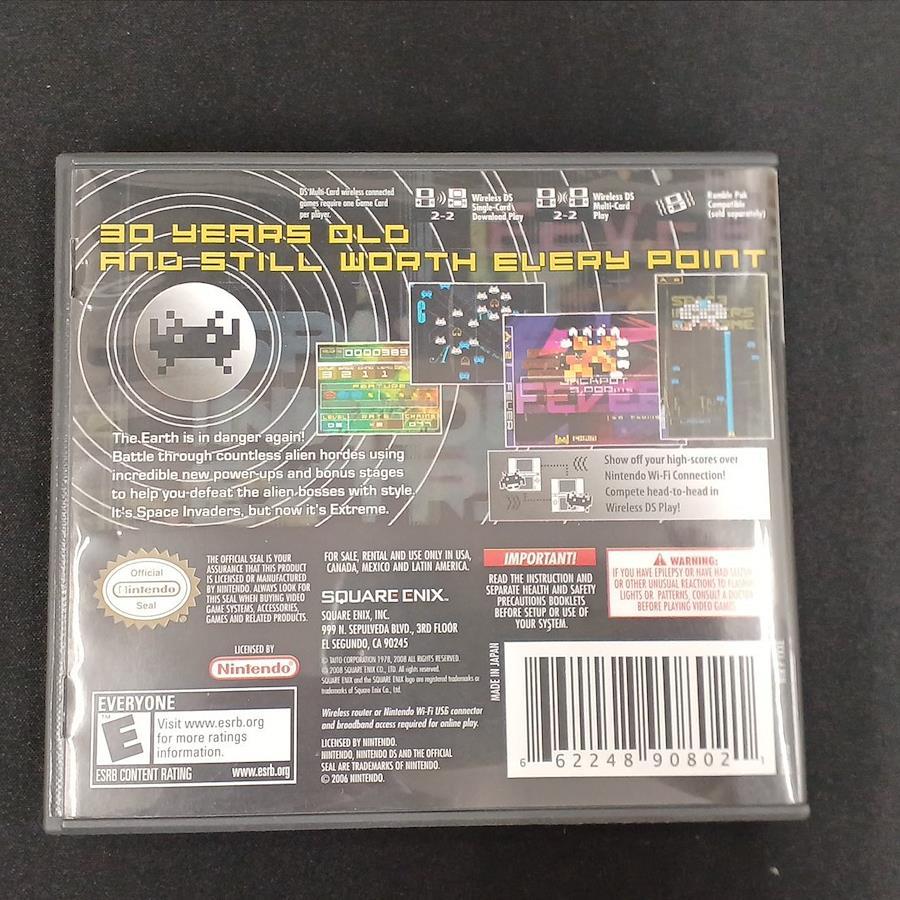 DS Multi-Card wireless connected
games require one Game Card
per player.
2-2
Wireless DS
Single-Card
Download Play
2-2
Wireless DS
Multi-Card
Play
Rumble Pak
Compatible
(sold separately)
30 YEARS OLD
AND STILL WORTH EVERY POINT
0000389
3 2 1 1
FEATURE
LEVEL RATE CHAINS
JACKPOT
FEVER
The Earth is in danger again!
Battle through countless alien hordes using
incredible new power-ups and bonus stages
to help you defeat the alien bosses with style.
It's Space Invaders, but now it's Extreme.
Show off your high-scores over
Nintendo Wi-Fi Connection!
Compete head-to-head in
Wireless DS Play!
Official
Nintendo
Seal
THE OFFICIAL SEAL IS YOUR
ASSURANCE THAT THIS PRODUCT
IS LICENSED OR MANUFACTURED
BY NINTENDO. ALWAYS LOOK FOR
THIS SEAL WHEN BUYING VIDEO
GAME SYSTEMS, ACCESSORIES,
GAMES AND RELATED PRODUCTS.
LICENSED BY
Nintendo
EVERYONE
E
Visit www.esrb.org
for more ratings
information.
ESRB CONTENT RATING www.esrb.org
FOR SALE, RENTAL AND USE ONLY IN USA,
CANADA, MEXICO AND LATIN AMERICA.
SQUARE ENIX.
SQUARE ENIX, INC.
999 N. SEPULVEDA BLVD., 3RD FLOOR
EL SEGUNDO, CA 90245
© TAITO CORPORATION 1978, 2008 ALL RIGHTS RESERVED.
© 2008 SQUARE ENIX CO., LTD. All rights reserved.
SQUARE ENIX and the SQUARE ENIX logo are registered trademarks or
trademarks of Square Enix Co., Ltd.
Wireless router or Nintendo Wi-Fi USB connector
and broadband access required for online play.
LICENSED BY NINTENDO.
NINTENDO, NINTENDO DS AND THE OFFICIAL
SEAL ARE TRADEMARKS OF NINTENDO.
© 2006 NINTENDO.
IMPORTANT!
READ THE INSTRUCTION AND
SEPARATE HEALTH AND SAFETY
PRECAUTIONS BOOKLETS
BEFORE SETUP OR USE OF
YOUR SYSTEM.
WARNING:
IF YOU HAVE EPILEPSY OR HAVE HAD SEIZURES
OR OTHER UNUSUAL REACTIONS TO FLASHING
LIGHTS OR PATTERNS, CONSULT A DOCTOR
BEFORE PLAYING VIDEO GAMES.
MADE IN JAPAN
6 62248 90802 1